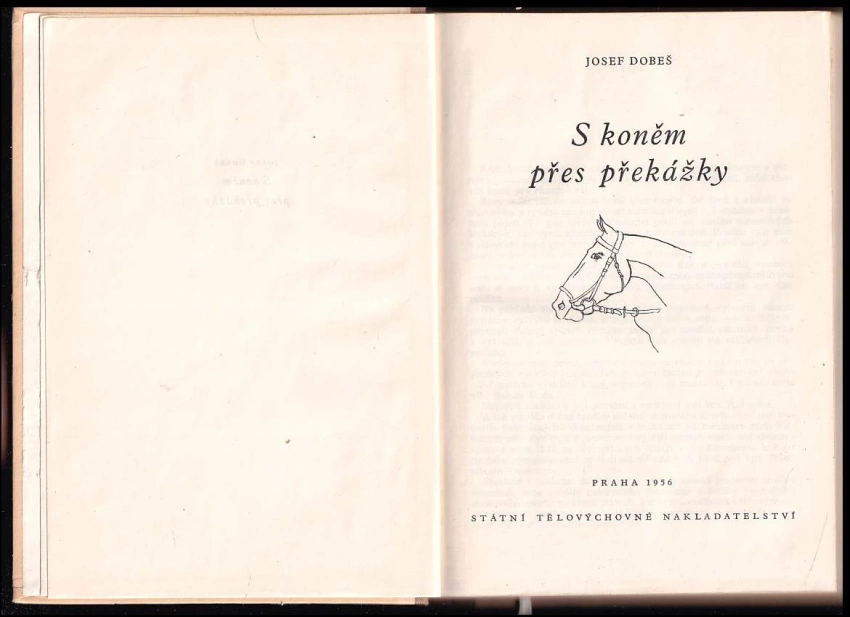 JOSEF DOBEŠ
S koněm
přes překážky
PRAHA 1956
STÁTNÍ TĚLOVÝCHOVNÉ NAKLADATELSTVÍ